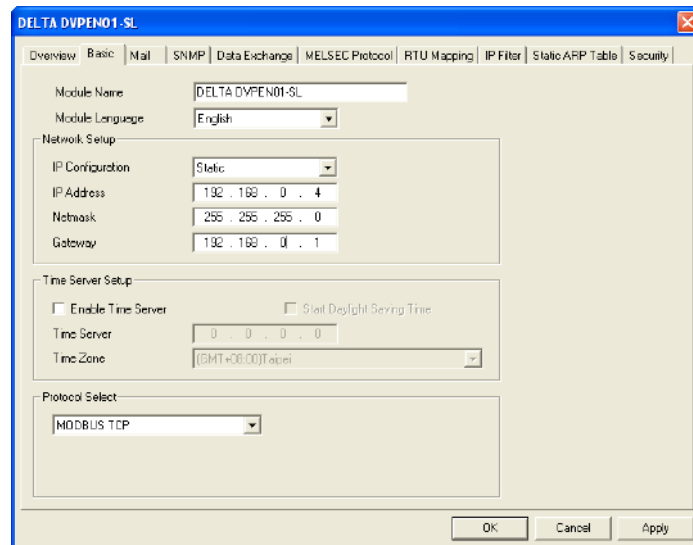 DELTA DVPEN01-SL
Overview Basic Mail SNMP Data Exchange MELSEC Protocol RTU Mapping IP Filter Static ARP Table Security
Module Name DELTA DVPEN01-SL
Module Language English
Network Setup
IP Configuration Static
IP Address 192 . 168 . 0 . 4
Netmask 255 . 255 . 255 . 0
Gateway 192 . 168 . 0 . 1
Time Server Setup
Enable Time Server Start Daylight Saving Time
Time Server 0 . 0 . 0 . 0
Time Zone (GMT+08:00)Taipei
Protocol Select
MODBUS TCP
OK Cancel Apply